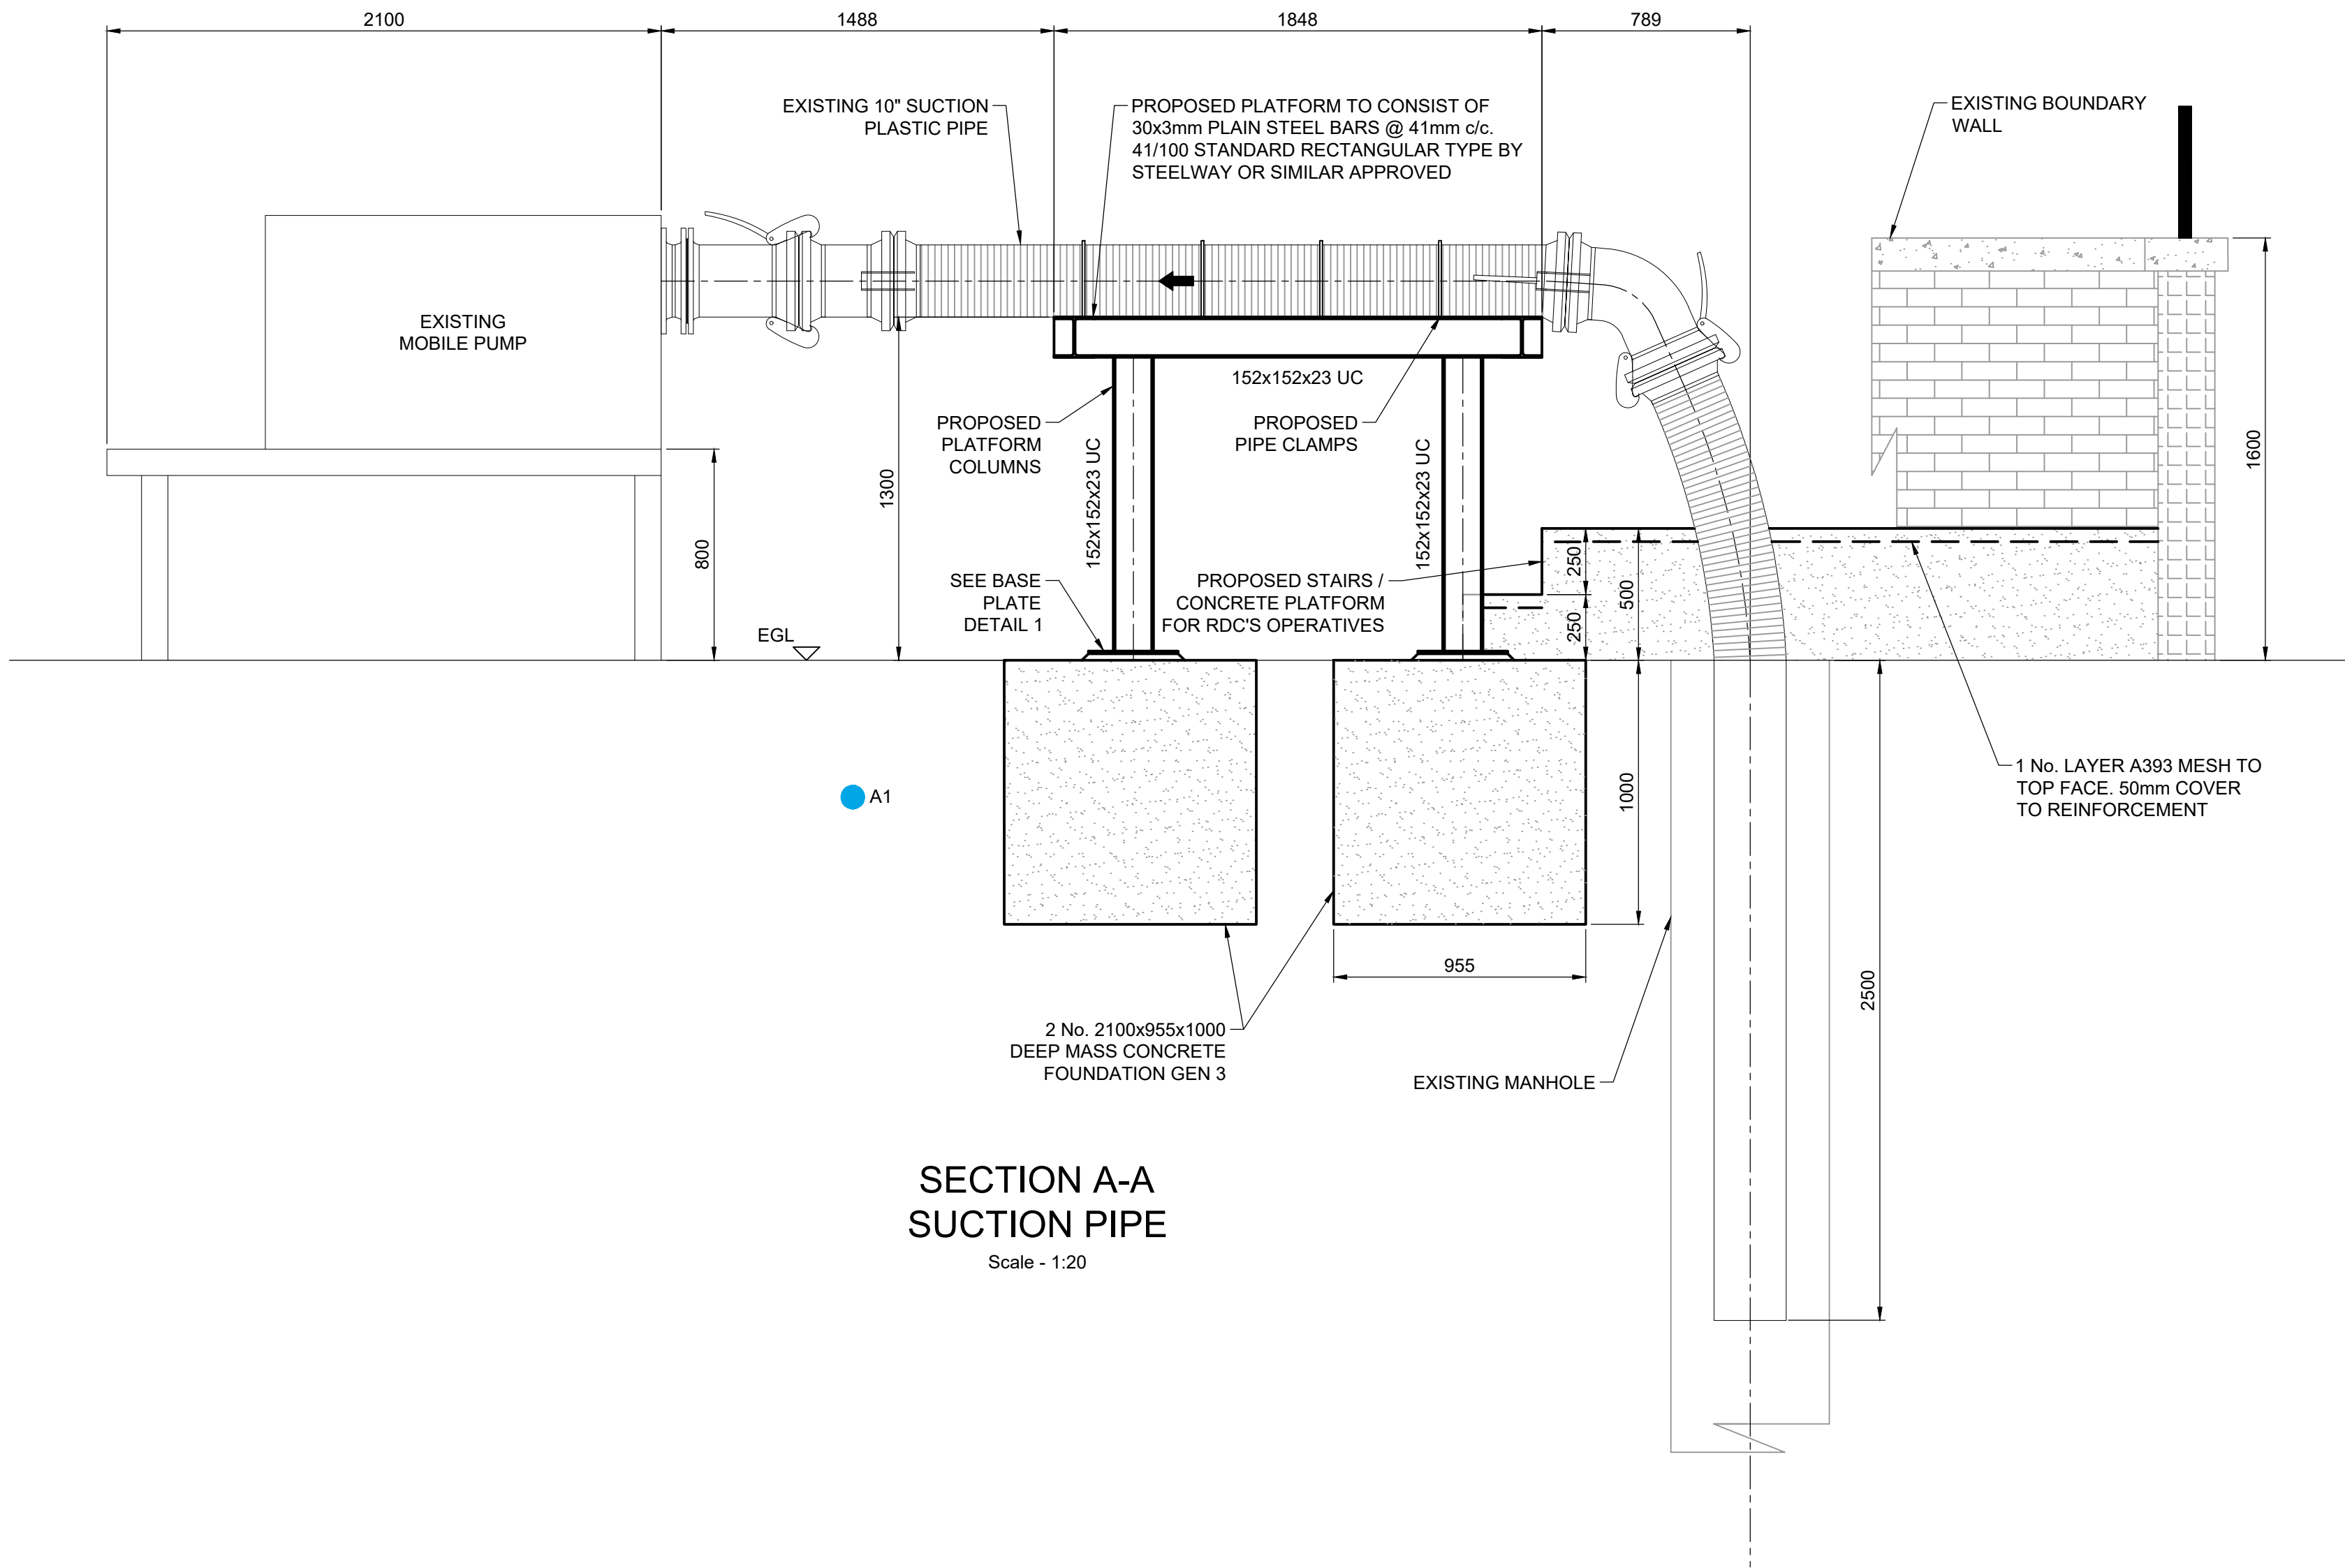 2100
1488
1848
789
EXISTING 10" SUCTION
PLASTIC PIPE
PROPOSED PLATFORM TO CONSIST OF
30x3mm PLAIN STEEL BARS @ 41mm c/c.
41/100 STANDARD RECTANGULAR TYPE BY
STEELWAY OR SIMILAR APPROVED
EXISTING BOUNDARY
WALL
EXISTING
MOBILE PUMP
152x152x23 UC
PROPOSED
PLATFORM
COLUMNS
PROPOSED
PIPE CLAMPS
152x152x23 UC
152x152x23 UC
1300
800
1600
SEE BASE
PLATE
DETAIL 1
PROPOSED STAIRS /
CONCRETE PLATFORM
FOR RDC'S OPERATIVES
250
250
500
EGL
A1
1000
1 No. LAYER A393 MESH TO
TOP FACE. 50mm COVER
TO REINFORCEMENT
955
2500
2 No. 2100x955x1000
DEEP MASS CONCRETE
FOUNDATION GEN 3
EXISTING MANHOLE
SECTION A-A
SUCTION PIPE
Scale - 1:20